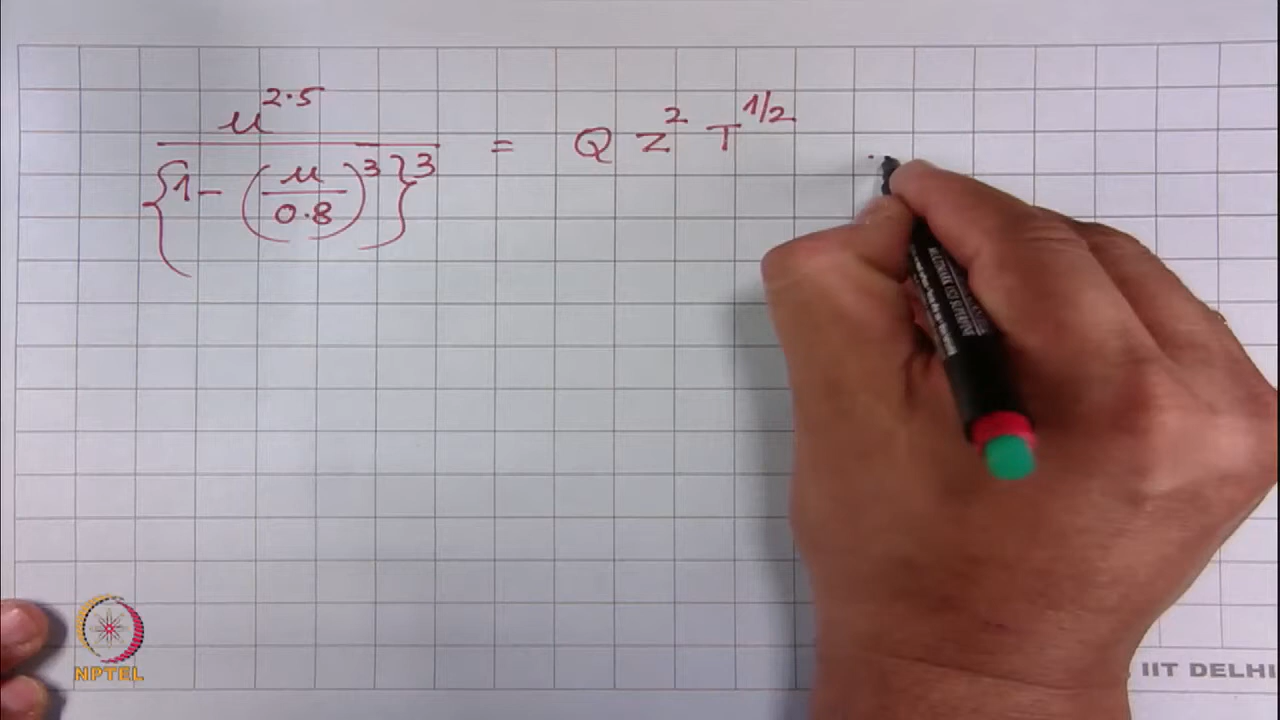 u^2.5 / {1 - (u / 0.8)^3}^3 = Q Z^2 T^1/2
NPTEL
, IIT DELHI